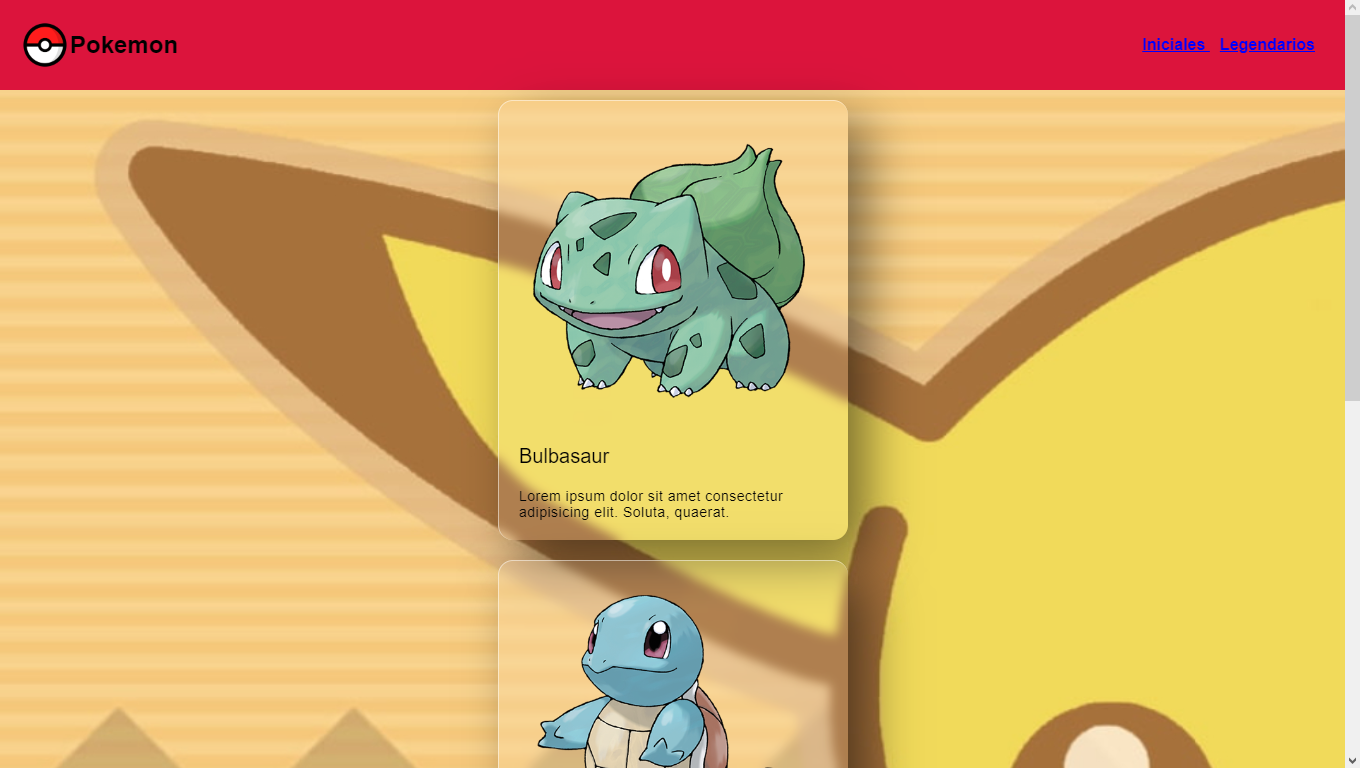 Pokemon
Iniciales
Legendarios
Bulbasaur
Lorem ipsum dolor sit amet consectetur
adipisicing elit. Soluta, quaerat.